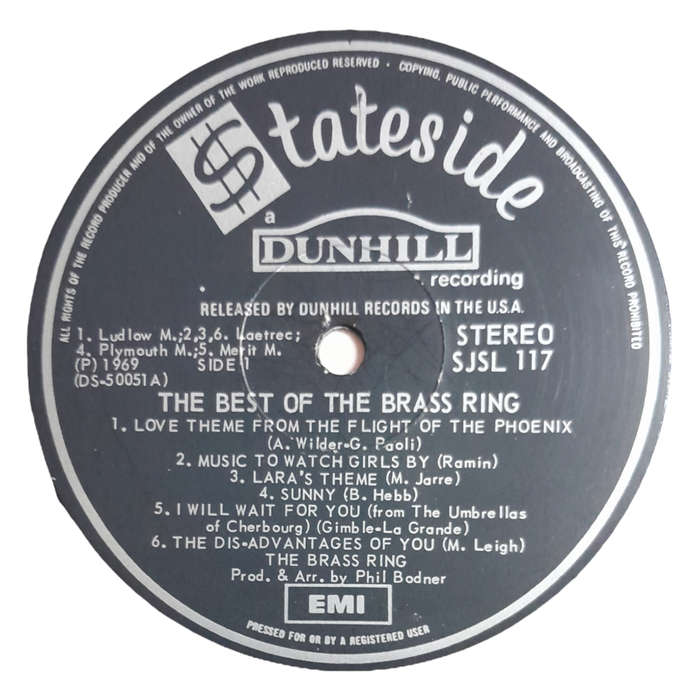 ALL RIGHTS OF THE RECORD PRODUCER AND OF THE OWNER OF THE WORK REPRODUCED RESERVED · COPYING, PUBLIC PERFORMANCE AND BROADCASTING OF THIS RECORD PROHIBITED
$tateside
a
DUNHILL
recording
RELEASED BY DUNHILL RECORDS IN THE U.S.A.
1. Ludlow M.;2,3,6. Laetrec;
4. Plymouth M.;5. Merit M.
(P) 1969 SIDE 1
(DS-50051A)
STEREO
SJSL 117
THE BEST OF THE BRASS RING
1. LOVE THEME FROM THE FLIGHT OF THE PHOENIX
(A. Wilder-G. Paoli)
2. MUSIC TO WATCH GIRLS BY (Ramin)
3. LARA'S THEME (M. Jarre)
4. SUNNY (B. Hebb)
5. I WILL WAIT FOR YOU (from The Umbrellas
of Cherbourg) (Gimble-La Grande)
6. THE DIS-ADVANTAGES OF YOU (M. Leigh)
THE BRASS RING
Prod. & Arr. by Phil Bodner
EMI
PRESSED FOR OR BY A REGISTERED USER